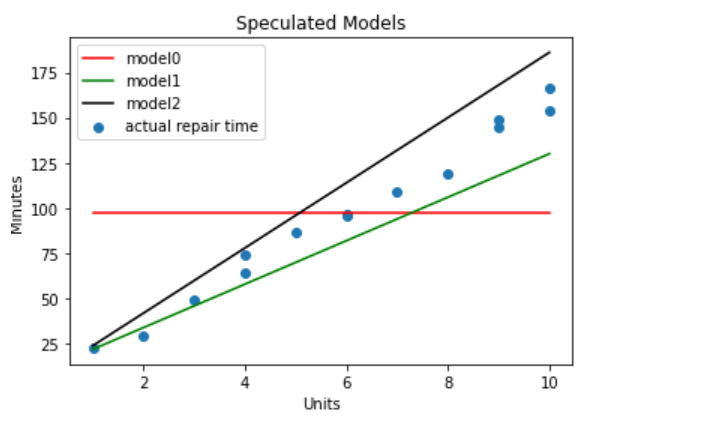 Speculated Models
model0
model1
model2
actual repair time
Minutes
175
150
125
100
75
50
25
2 4 6 8 10
Units